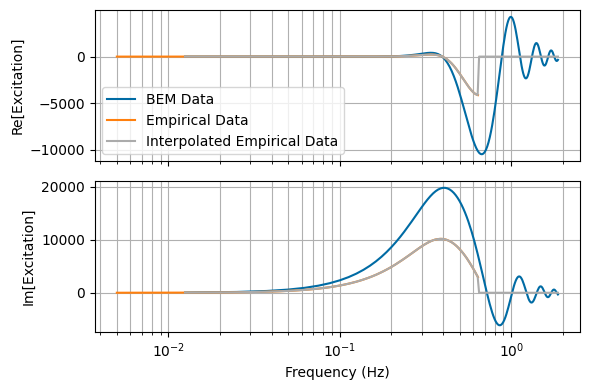 Re[Excitation]
0
−5000
−10000
BEM Data
Empirical Data
Interpolated Empirical Data
Im[Excitation]
20000
10000
0
10⁻²
10⁻¹
10⁰
Frequency (Hz)